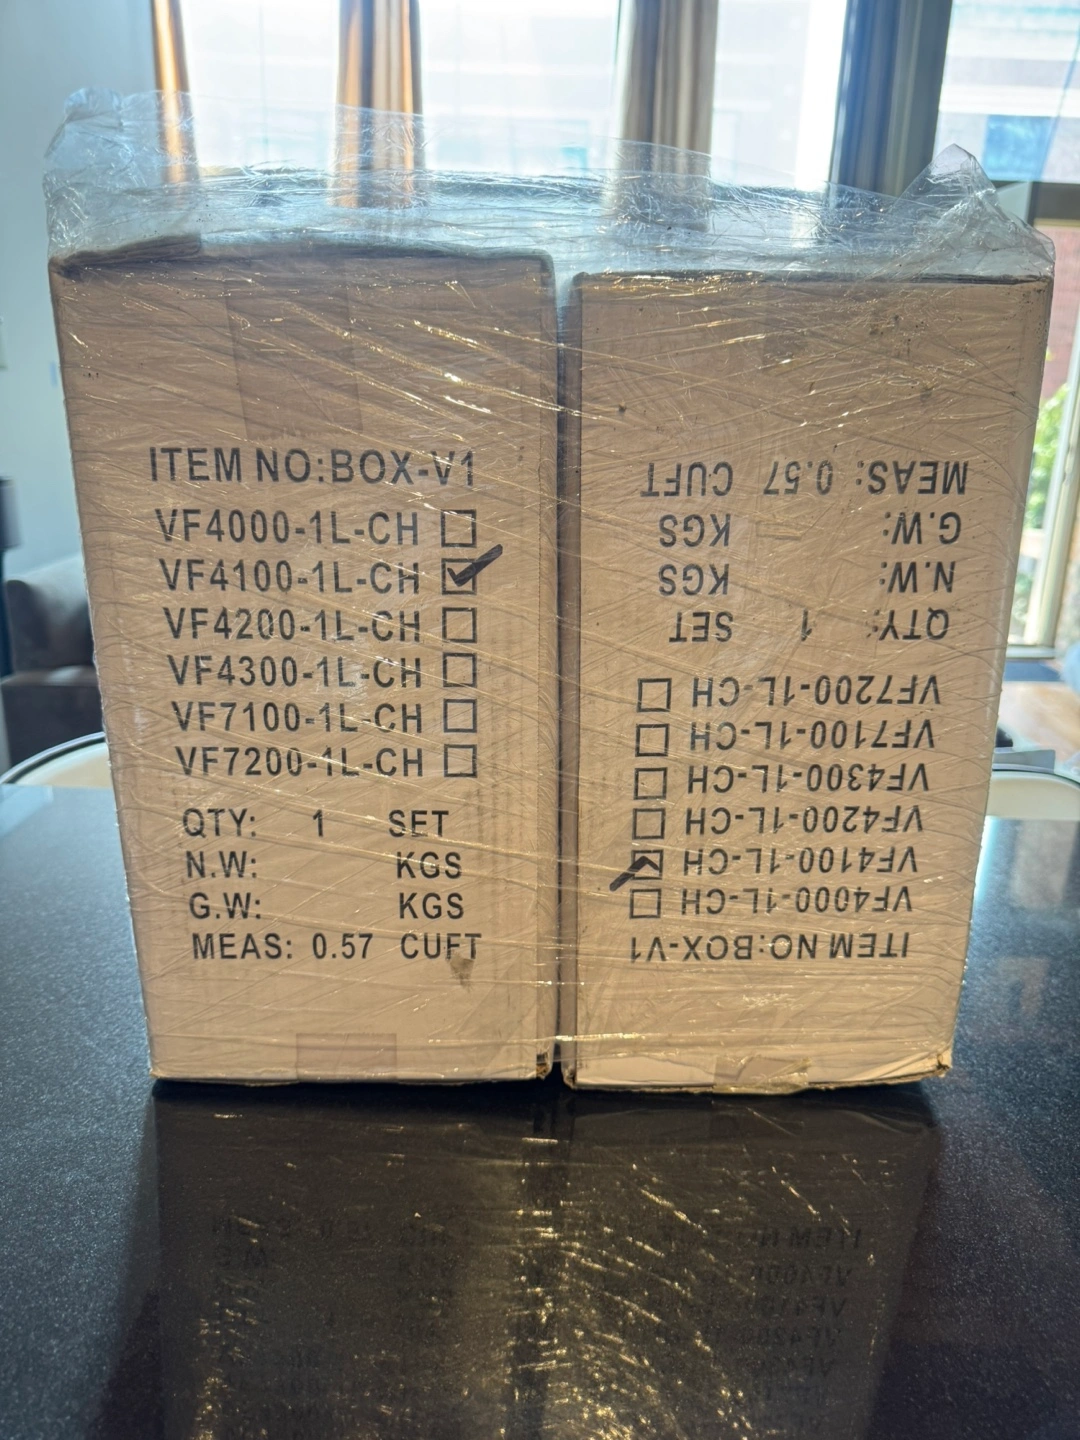 ITEM NO:BOX-V1
VF4000-1L-CH
VF4100-1L-CH
VF4200-1L-CH
VF4300-1L-CH
VF7100-1L-CH
VF7200-1L-CH
QTY: 1 SET
N.W: KGS
G.W: KGS
MEAS: 0.57 CUFT
ITEM NO:BOX-V1
VF4000-1L-CH
VF4100-1L-CH
VF4200-1L-CH
VF4300-1L-CH
VF7100-1L-CH
VF7200-1L-CH
QTY: 1 SET
N.W: KGS
G.W: KGS
MEAS: 0.57 CUFT